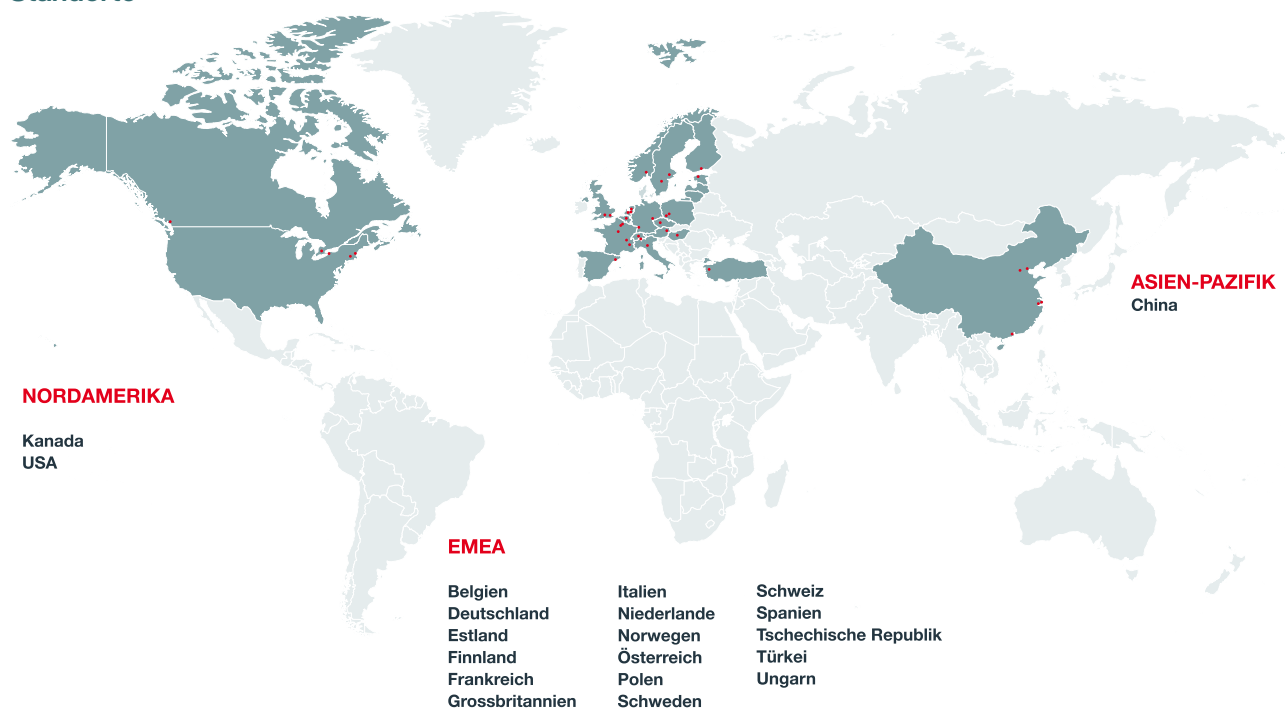 ASIEN-PAZIFIK
China
NORDAMERIKA
Kanada
USA
EMEA
Belgien
Deutschland
Estland
Finnland
Frankreich
Grossbritannien
Italien
Niederlande
Norwegen
Österreich
Polen
Schweden
Schweiz
Spanien
Tschechische Republik
Türkei
Ungarn